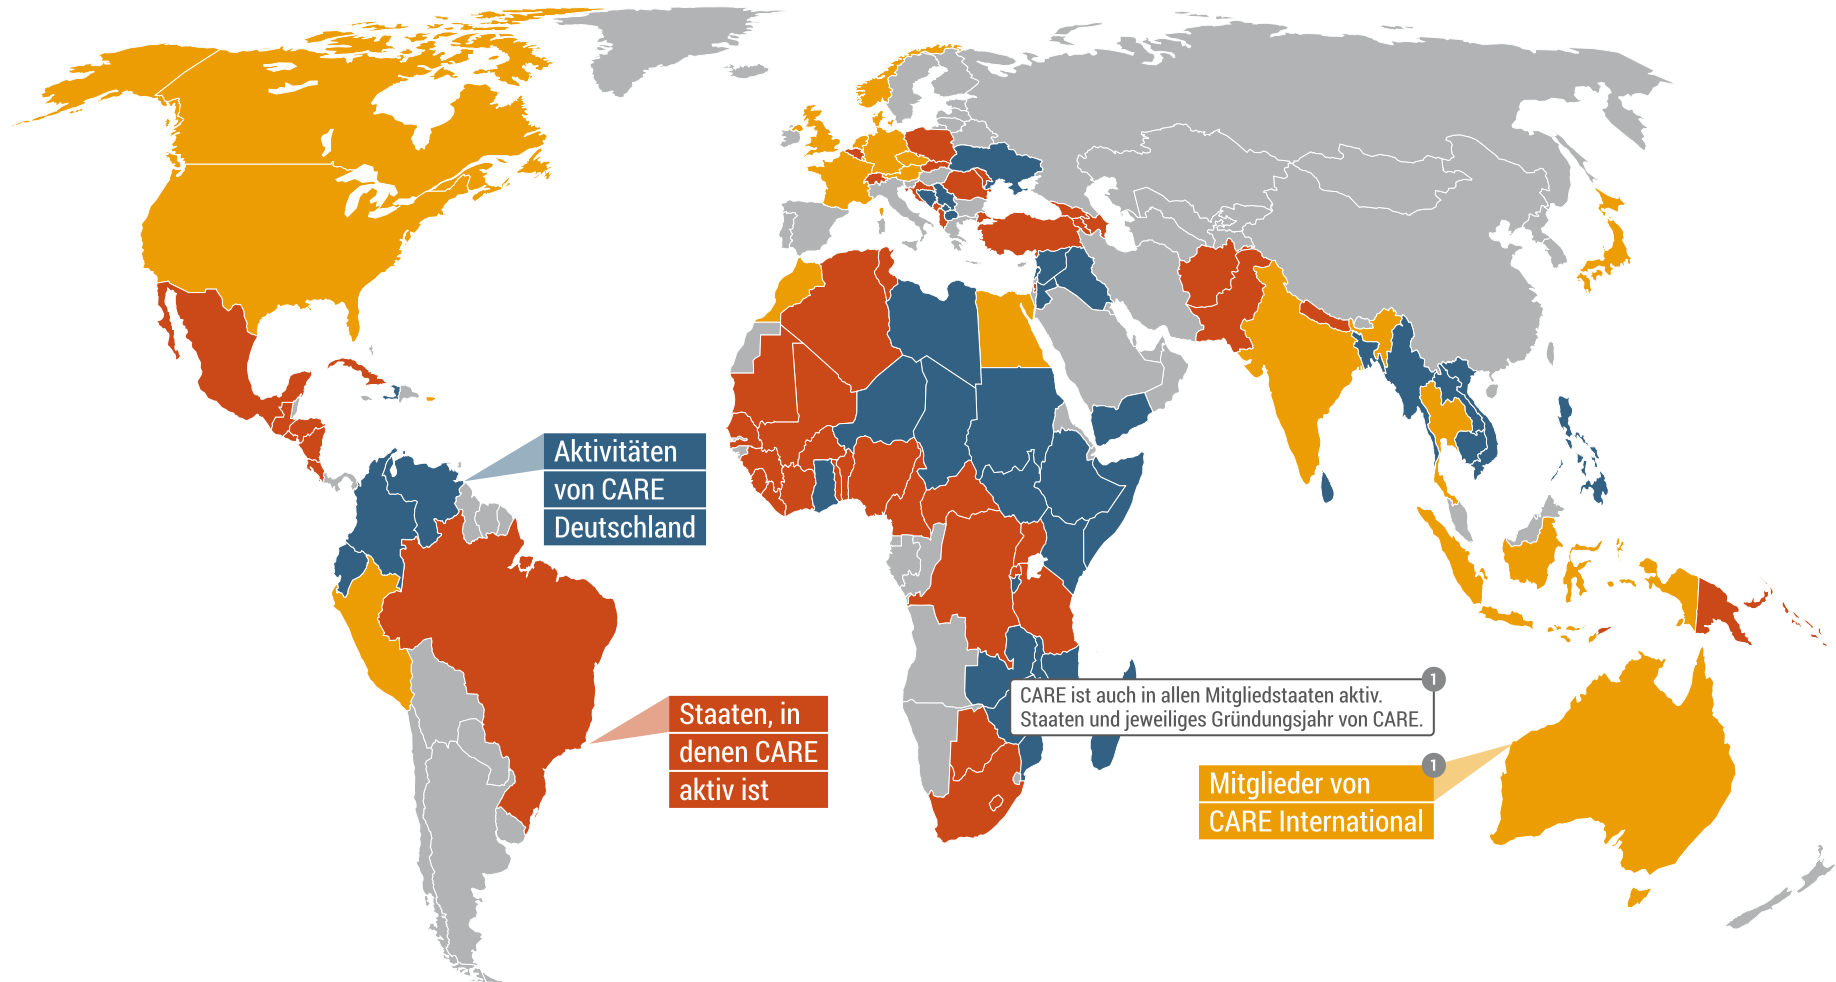 Aktivitäten
von CARE
Deutschland
Staaten, in
denen CARE
aktiv ist
1
CARE ist auch in allen Mitgliedstaaten aktiv.
Staaten und jeweiliges Gründungsjahr von CARE.
1
Mitglieder von
CARE International